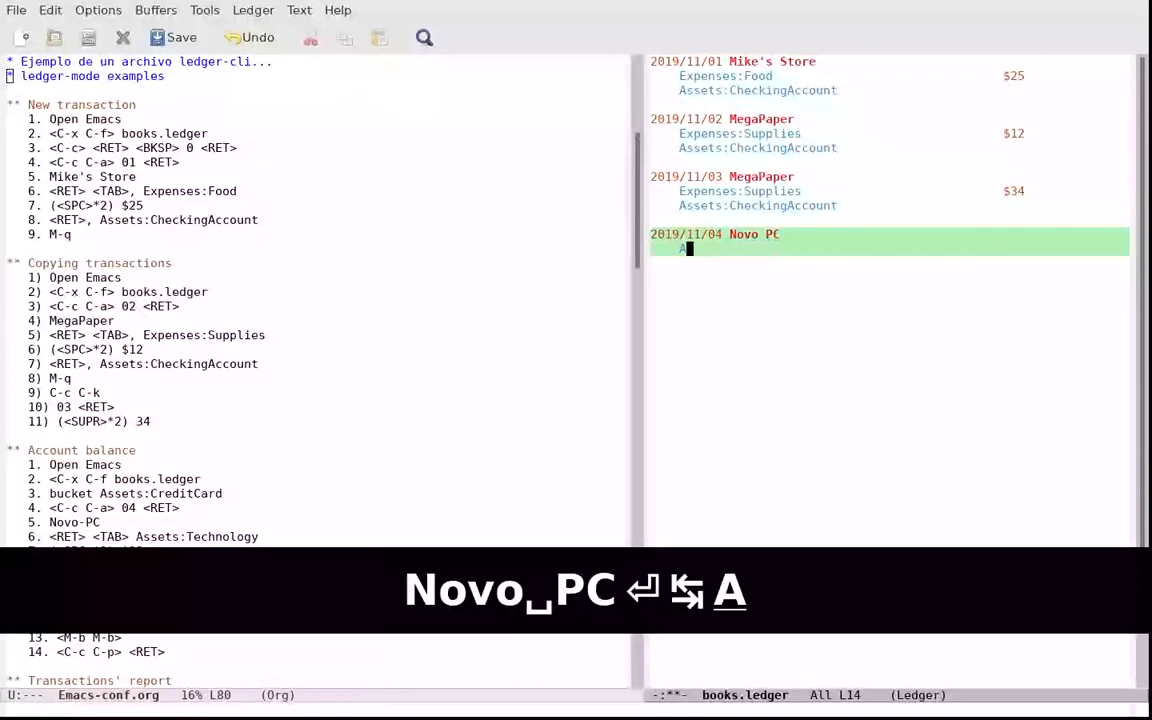 File Edit Options Buffers Tools Ledger Text Help
Save Undo
* Ejemplo de un archivo ledger-cli...
* ledger-mode examples
** New transaction
1. Open Emacs
2. <C-x C-f> books.ledger
3. <C-c> <RET> <BKSP> 0 <RET>
4. <C-c C-a> 01 <RET>
5. Mike's Store
6. <RET> <TAB>, Expenses:Food
7. (<SPC>*2) $25
8. <RET>, Assets:CheckingAccount
9. M-q
** Copying transactions
1) Open Emacs
2) <C-x C-f> books.ledger
3) <C-c C-a> 02 <RET>
4) MegaPaper
5) <RET> <TAB>, Expenses:Supplies
6) (<SPC>*2) $12
7) <RET>, Assets:CheckingAccount
8) M-q
9) C-c C-k
10) 03 <RET>
11) (<SUPR>*2) 34
** Account balance
1. Open Emacs
2. <C-x C-f books.ledger
3. bucket Assets:CreditCard
4. <C-c C-a> 04 <RET>
5. Novo-PC
6. <RET> <TAB> Assets:Technology
13. <M-b M-b>
14. <C-c C-p> <RET>
** Transactions' report
U:--- Emacs-conf.org 16% L80 (Org)
2019/11/01 Mike's Store
Expenses:Food $25
Assets:CheckingAccount
2019/11/02 MegaPaper
Expenses:Supplies $12
Assets:CheckingAccount
2019/11/03 MegaPaper
Expenses:Supplies $34
Assets:CheckingAccount
2019/11/04 Novo PC
A
-:**- books.ledger All L14 (Ledger)
Novo␣PC⏎↹A